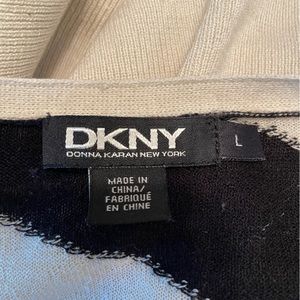 DKNY
DONNA KARAN NEW YORK
L
MADE IN
CHINA/
FABRIQUÉ
EN CHINE